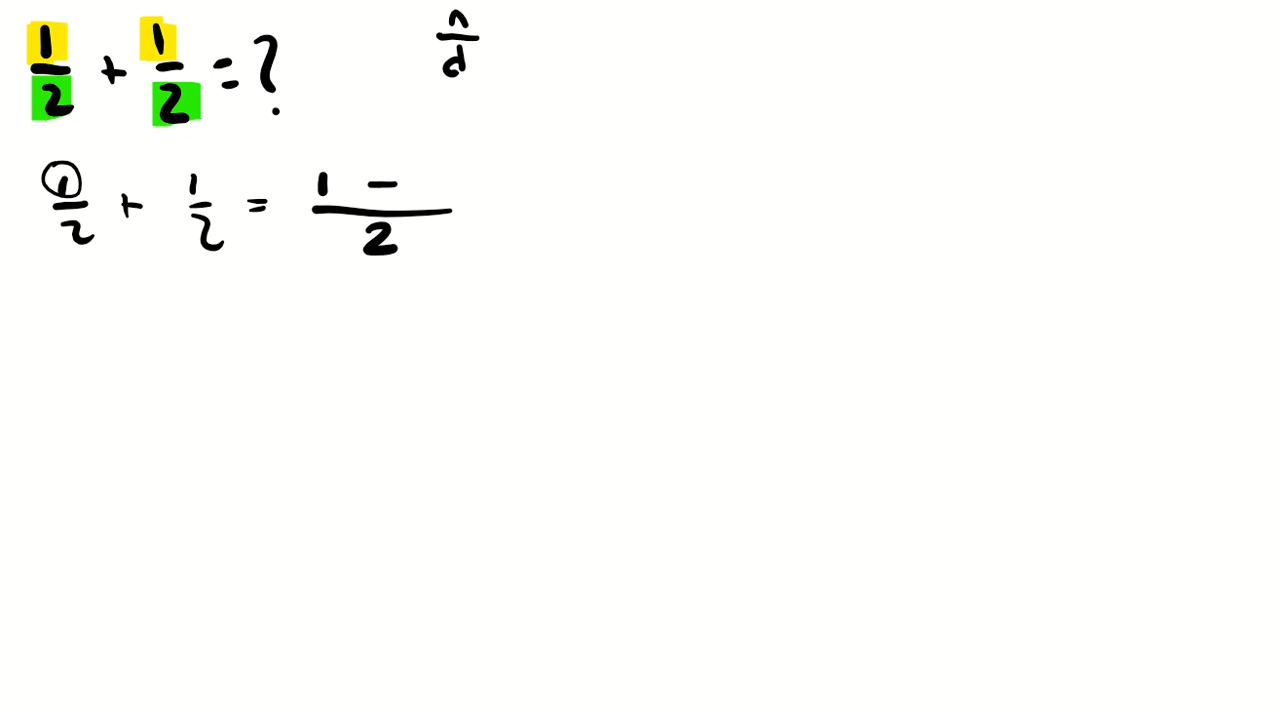 1/2 + 1/2 = ? n/d
1/2 + 1/2 = 1 - /2